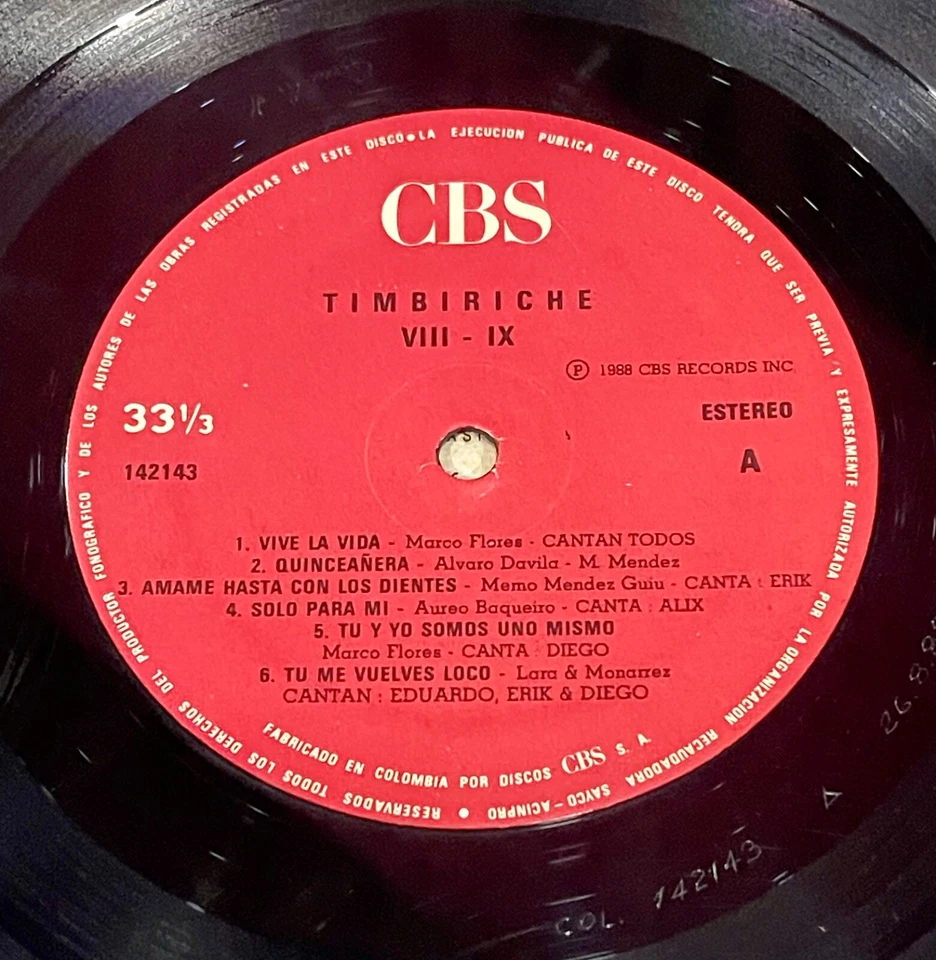 CBS
TIMBIRICHE
VIII - IX
Ⓟ 1988 CBS RECORDS INC
33 1/3
ESTEREO
142143
A
1. VIVE LA VIDA - Marco Flores - CANTAN TODOS
2. QUINCEAÑERA - Alvaro Davila - M. Mendez
3. AMAME HASTA CON LOS DIENTES - Memo Mendez Guiu - CANTA : ERIK
4. SOLO PARA MI - Aureo Baqueiro - CANTA : ALIX
5. TU Y YO SOMOS UNO MISMO
Marco Flores - CANTA : DIEGO
6. TU ME VUELVES LOCO - Lara & Monarrez
CANTAN : EDUARDO, ERIK & DIEGO
FABRICADO EN COLOMBIA POR DISCOS CBS S. A.
RESERVADOS TODOS LOS DERECHOS DEL PRODUCTOR FONOGRAFICO Y DE LOS AUTORES DE LAS OBRAS REGISTRADAS EN ESTE DISCO • LA EJECUCION PUBLICA DE ESTE DISCO TENDRA QUE SER PREVIA Y EXPRESAMENTE AUTORIZADA POR LA ORGANIZACION RECAUDADORA SAYCO - ACINPRO •
COL. 142143 A